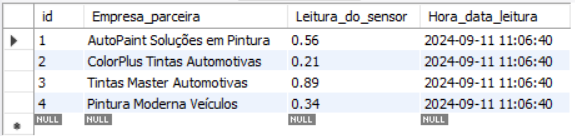 id Empresa_parceira Leitura_do_sensor Hora_data_leitura
1 AutoPaint Soluções em Pintura 0.56 2024-09-11 11:06:40
2 ColorPlus Tintas Automotivas 0.21 2024-09-11 11:06:40
3 Tintas Master Automotivas 0.89 2024-09-11 11:06:40
4 Pintura Moderna Veículos 0.34 2024-09-11 11:06:40
NULL NULL NULL NULL